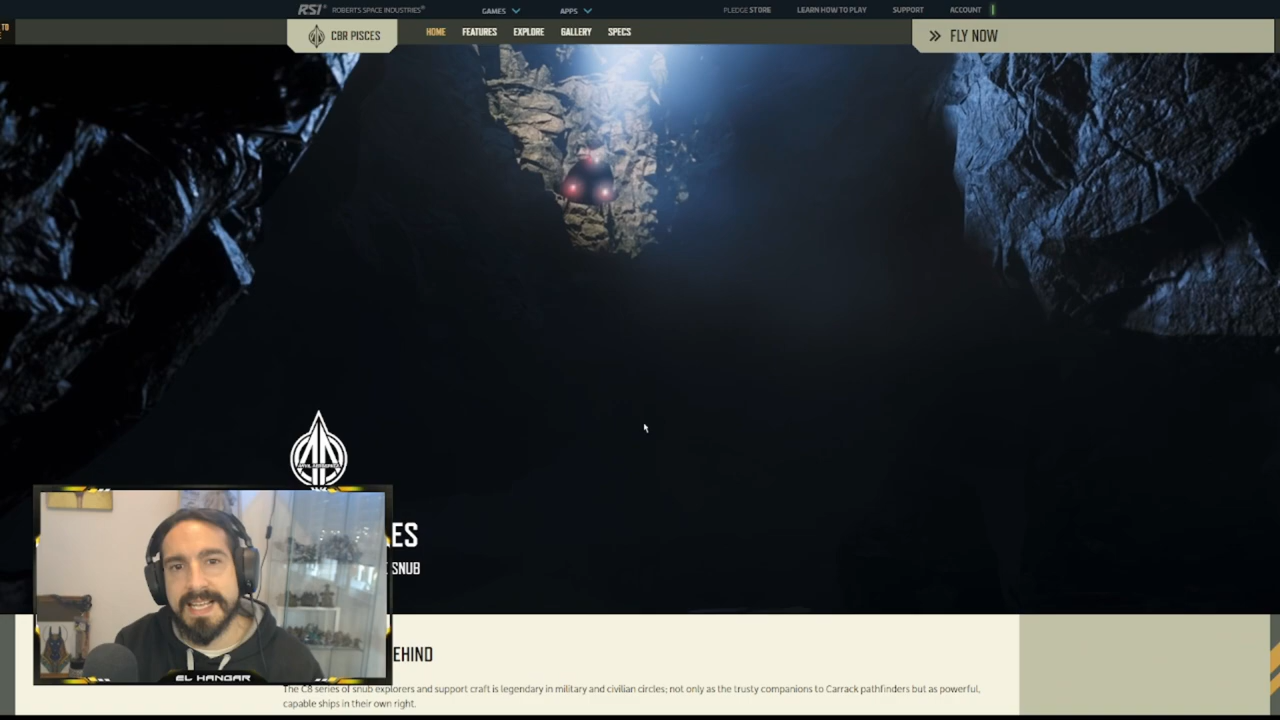 RSI ROBERTS SPACE INDUSTRIES®
GAMES
APPS
PLEDGE STORE
LEARN HOW TO PLAY
SUPPORT
ACCOUNT
TO
C8R PISCES
HOME
FEATURES
EXPLORE
GALLERY
SPECS
FLY NOW
ES
SNUB
EL HANGAR
EHIND
The C8 series of snub explorers and support craft is legendary in military and civilian circles; not only as the trusty companions to Carrack pathfinders but as powerful,
capable ships in their own right.